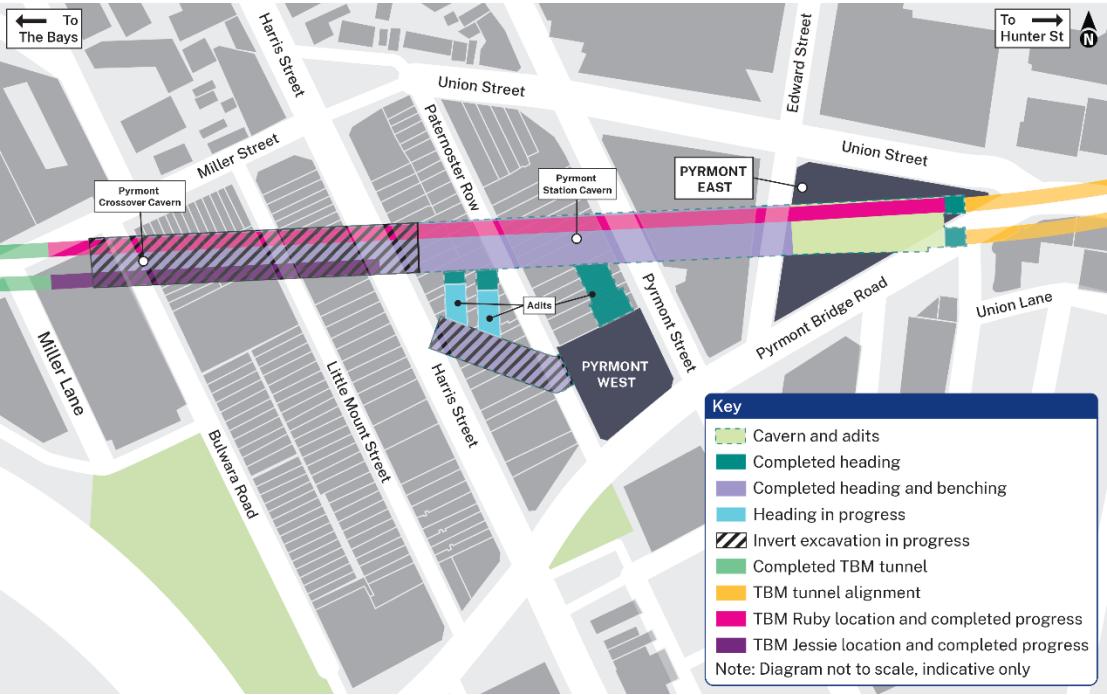 To
The Bays
To
Hunter St
N
Harris Street
Edward Street
Union Street
Paternoster Row
Miller Street
Union Street
Pyrmont
Crossover Cavern
Pyrmont
Station Cavern
PYRMONT
EAST
Adits
Pyrmont Street
Pyrmont Bridge Road
Union Lane
Miller Lane
Little Mount Street
Harris Street
PYRMONT
WEST
Bulwara Road
Key
Cavern and adits
Completed heading
Completed heading and benching
Heading in progress
Invert excavation in progress
Completed TBM tunnel
TBM tunnel alignment
TBM Ruby location and completed progress
TBM Jessie location and completed progress
Note: Diagram not to scale, indicative only